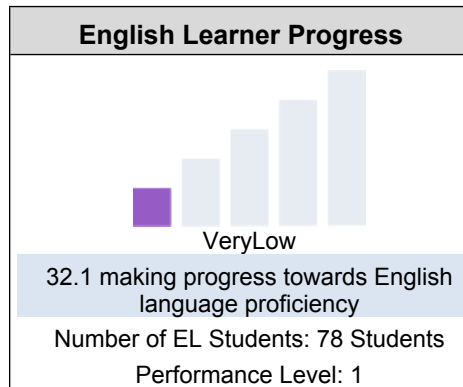 English Learner Progress
VeryLow
32.1 making progress towards English
language proficiency
Number of EL Students: 78 Students
Performance Level: 1